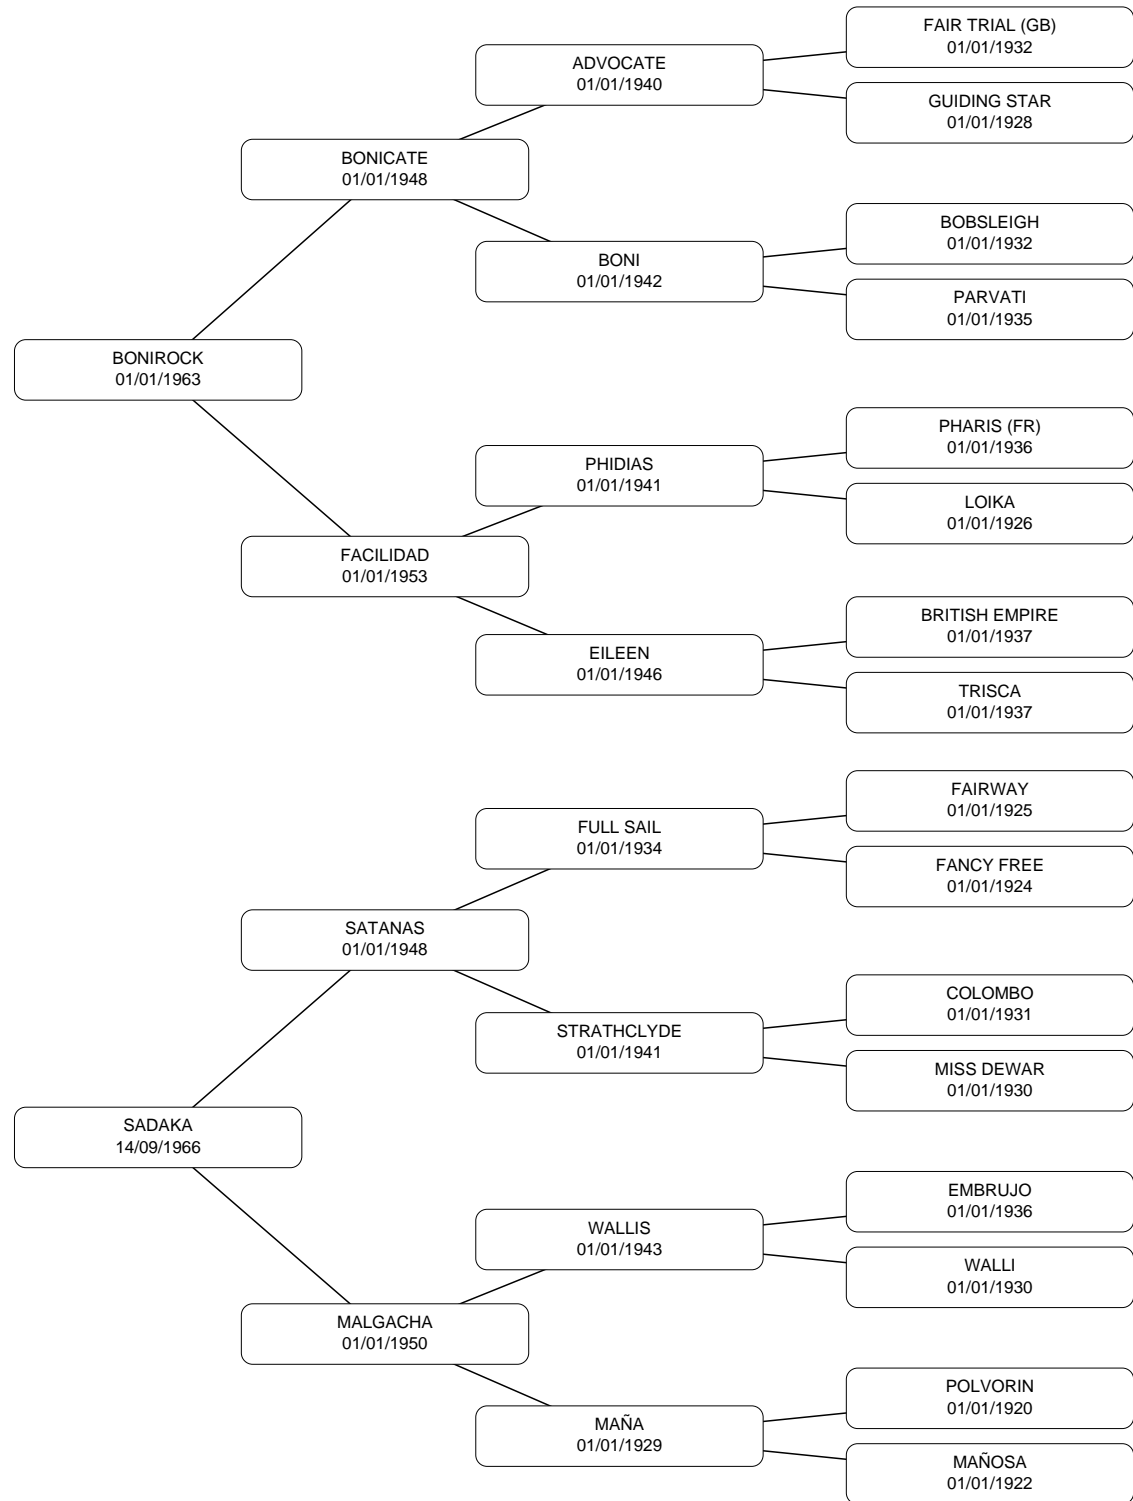 FAIR TRIAL (GB)
01/01/1932
ADVOCATE
01/01/1940
GUIDING STAR
01/01/1928
BONICATE
01/01/1948
BOBSLEIGH
01/01/1932
BONI
01/01/1942
PARVATI
01/01/1935
BONIROCK
01/01/1963
PHARIS (FR)
01/01/1936
PHIDIAS
01/01/1941
LOIKA
01/01/1926
FACILIDAD
01/01/1953
BRITISH EMPIRE
01/01/1937
EILEEN
01/01/1946
TRISCA
01/01/1937
FAIRWAY
01/01/1925
FULL SAIL
01/01/1934
FANCY FREE
01/01/1924
SATANAS
01/01/1948
COLOMBO
01/01/1931
STRATHCLYDE
01/01/1941
MISS DEWAR
01/01/1930
SADAKA
14/09/1966
EMBRUJO
01/01/1936
WALLIS
01/01/1943
WALLI
01/01/1930
MALGACHA
01/01/1950
POLVORIN
01/01/1920
MAÑA
01/01/1929
MAÑOSA
01/01/1922